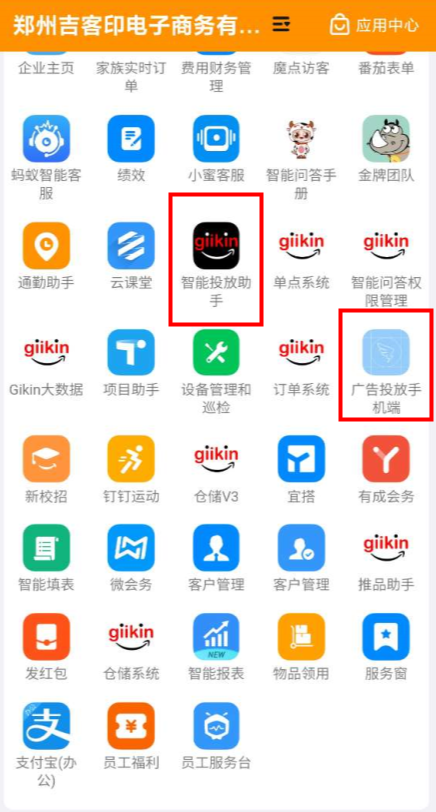 郑州吉客印电子商务有...
应用中心
企业主页
家族实时订
单
费用财务管
理
魔点访客
番茄表单
蚂蚁智能客
服
绩效
小蜜客服
智能问答手
册
金牌团队
通勤助手
云课堂
giikin
智能投放助
手
giikin
单点系统
giikin
智能问答权
限管理
giikin
Gikin大数据
项目助手
设备管理和
巡检
giikin
订单系统
广告投放手
机端
新校招
钉钉运动
giikin
仓储V3
宜搭
有成会务
智能填表
微会务
客户管理
客户管理
giikin
推品助手
发红包
giikin
仓储系统
NEW
智能报表
物品领用
服务窗
支
支付宝(办
公)
员工福利
员工服务台